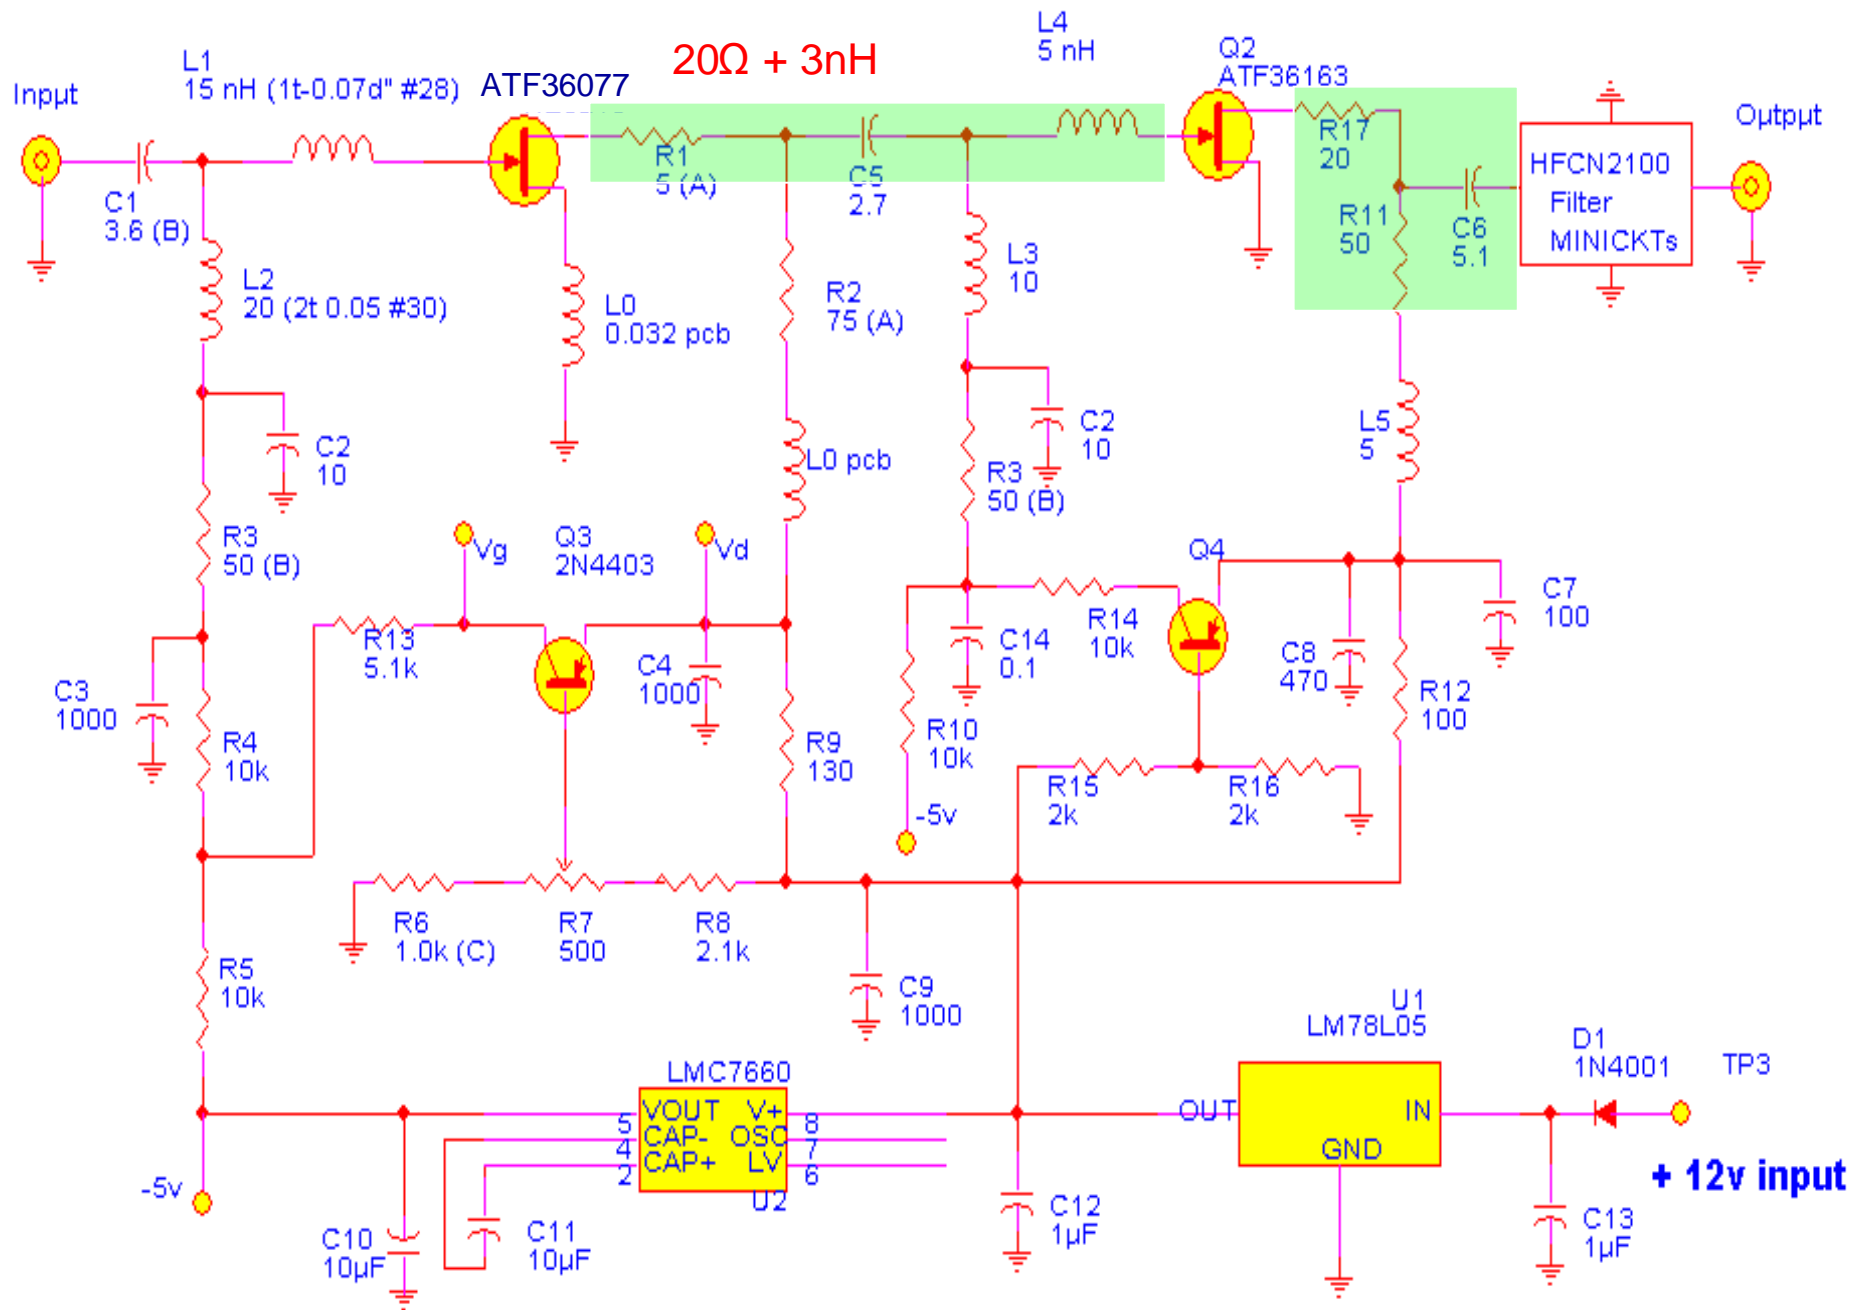 L1
15 nH (1t-0.07d" #28)
Input
ATF36077
20Ω + 3nH
L4
5 nH
Q2
ATF36163
Output
C1
3.6 (B)
R1
5 (A)
C5
2.7
R17
20
R11
50
C6
5.1
HFCN2100
Filter
MINICKTs
L2
20 (2t 0.05 #30)
L0
0.032 pcb
R2
75 (A)
L3
10
C2
10
L0 pcb
R3
50 (B)
C2
10
L5
5
R3
50 (B)
Vg
Q3
2N4403
Vd
Q4
R13
5.1k
C4
1000
C14
0.1
R14
10k
C8
470
C7
100
R12
100
C3
1000
R4
10k
R9
130
R10
10k
-5v
R15
2k
R16
2k
R6
1.0k (C)
R7
500
R8
2.1k
R5
10k
C9
1000
U1
LM78L05
D1
1N4001
TP3
LMC7660
VOUT V+
5 8
CAP- OSC
4 7
CAP+ LV
2 6
U2
OUT
IN
GND
+ 12v input
-5v
C10
10µF
C11
10µF
C12
1µF
C13
1µF